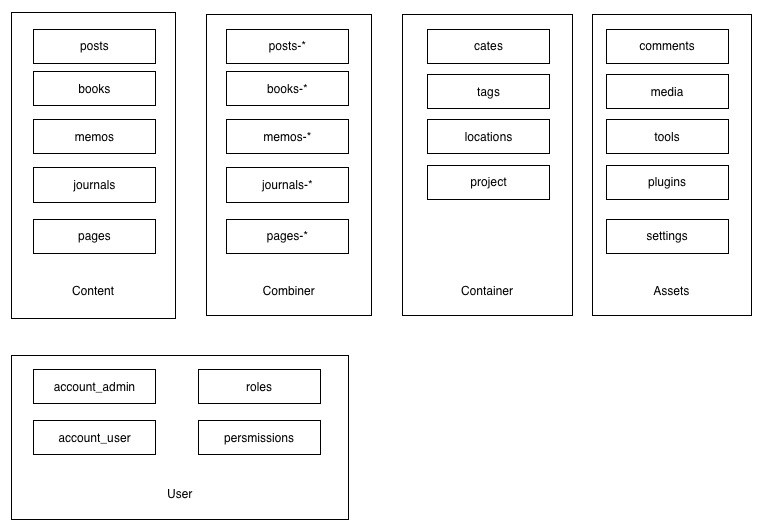 posts
books
memos
journals
pages
Content
posts-*
books-*
memos-*
journals-*
pages-*
Combiner
cates
tags
locations
project
Container
comments
media
tools
plugins
settings
Assets
account_admin
roles
account_user
persmissions
User